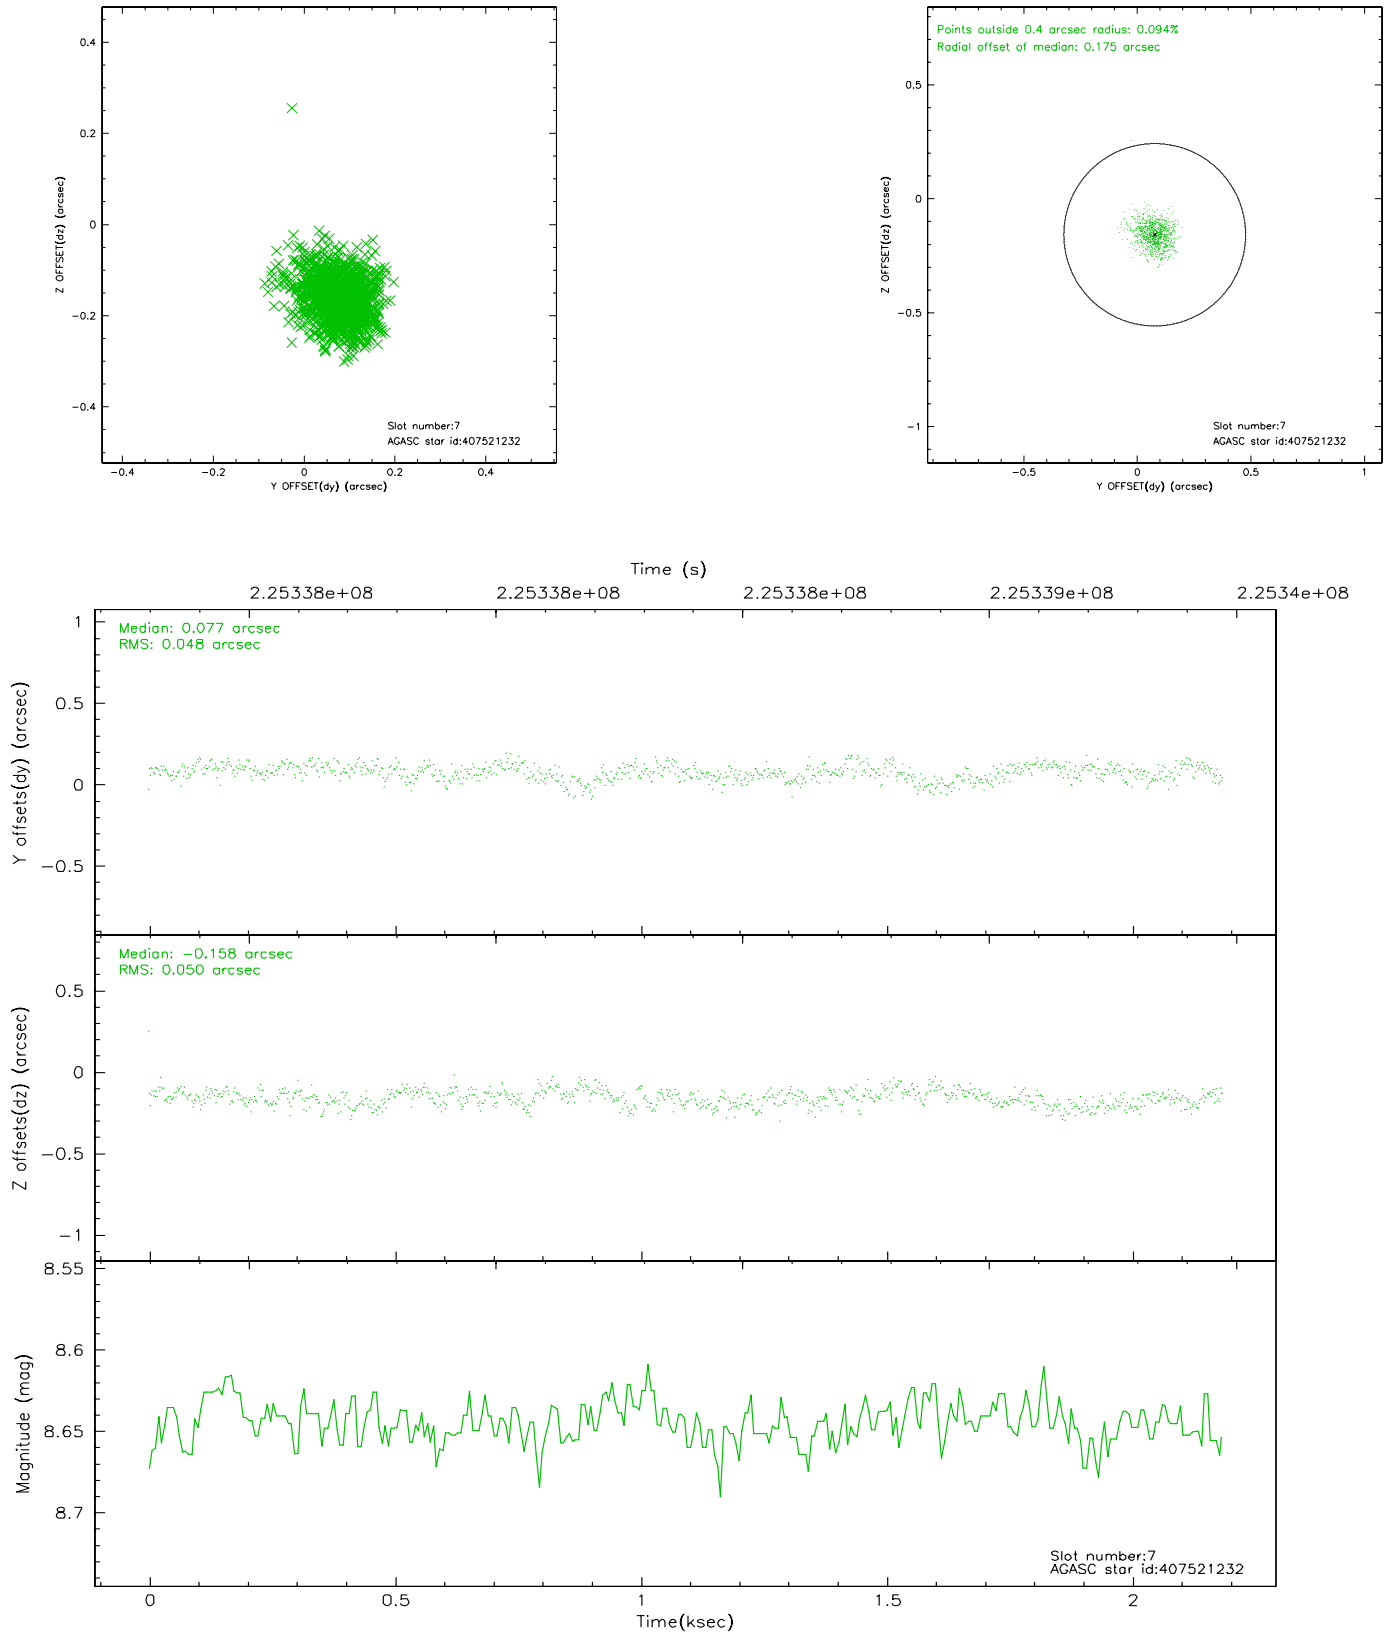 0.4
0.2
0
−0.2
−0.4
Z OFFSET(dz) (arcsec)
Slot number:7
AGASC star id:407521232
−0.4 −0.2 0 0.2 0.4
Y OFFSET(dy) (arcsec)
Points outside 0.4 arcsec radius: 0.094%
Radial offset of median: 0.175 arcsec
0.5
0
−0.5
−1
Z OFFSET(dz) (arcsec)
Slot number:7
AGASC star id:407521232
−0.5 0 0.5 1
Y OFFSET(dy) (arcsec)
Time (s)
2.25338e+08 2.25338e+08 2.25338e+08 2.25339e+08 2.2534e+08
Median: 0.077 arcsec
RMS: 0.048 arcsec
1
0.5
0
−0.5
Y offsets(dy) (arcsec)
Median: −0.158 arcsec
RMS: 0.050 arcsec
0.5
0
−0.5
−1
Z offsets(dz) (arcsec)
8.55
8.6
8.65
8.7
Magnitude (mag)
Slot number:7
AGASC star id:407521232
0 0.5 1 1.5 2
Time(ksec)